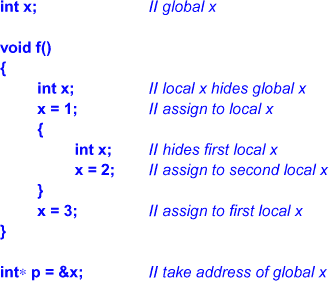 int x; // global x
void f()
{
int x; // local x hides global x
x = 1; // assign to local x
{
int x; // hides first local x
x = 2; // assign to second local x
}
x = 3; // assign to first local x
}
int* p = &x; // take address of global x